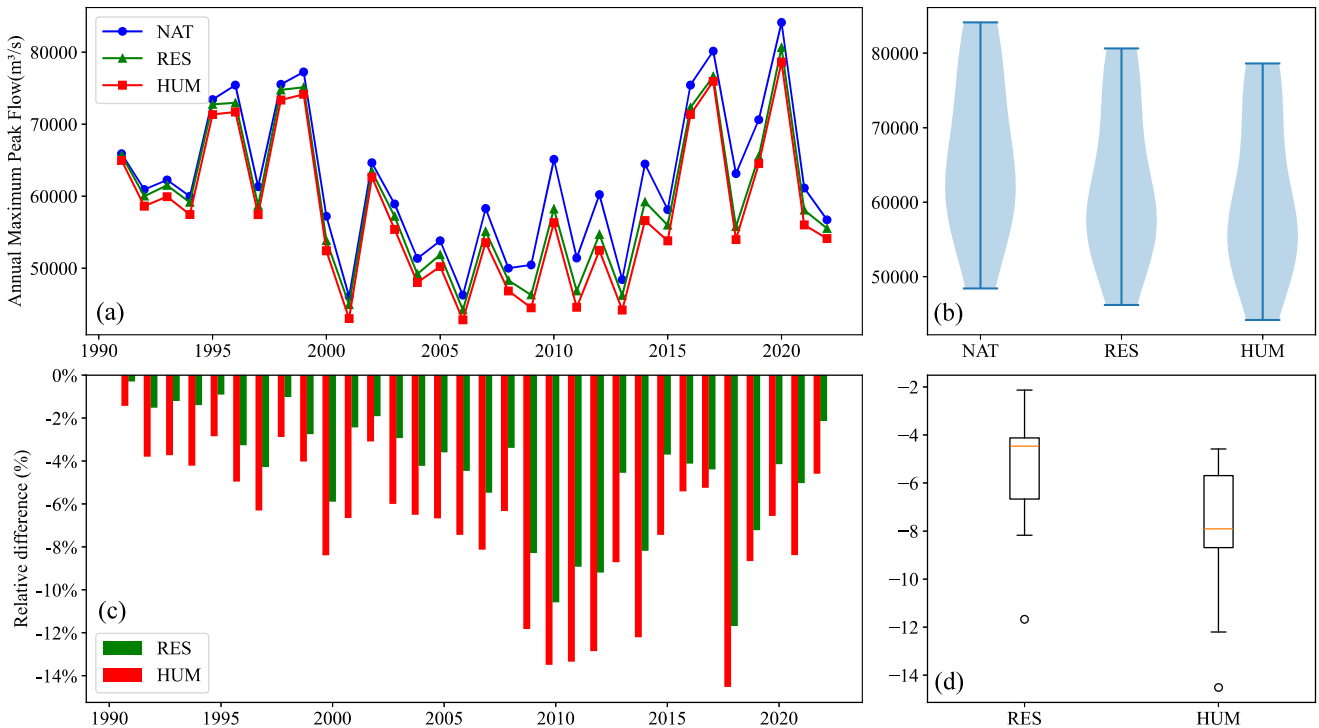 Annual Maximum Peak Flow(m³/s)
80000
70000
60000
50000
NAT
RES
HUM
(a)
1990
1995
2000
2005
2010
2015
2020
80000
70000
60000
50000
(b)
NAT
RES
HUM
Relative difference (%)
0%
-2%
-4%
-6%
-8%
-10%
-12%
-14%
(c)
RES
HUM
1990
1995
2000
2005
2010
2015
2020
−2
−4
−6
−8
−10
−12
−14
(d)
RES
HUM